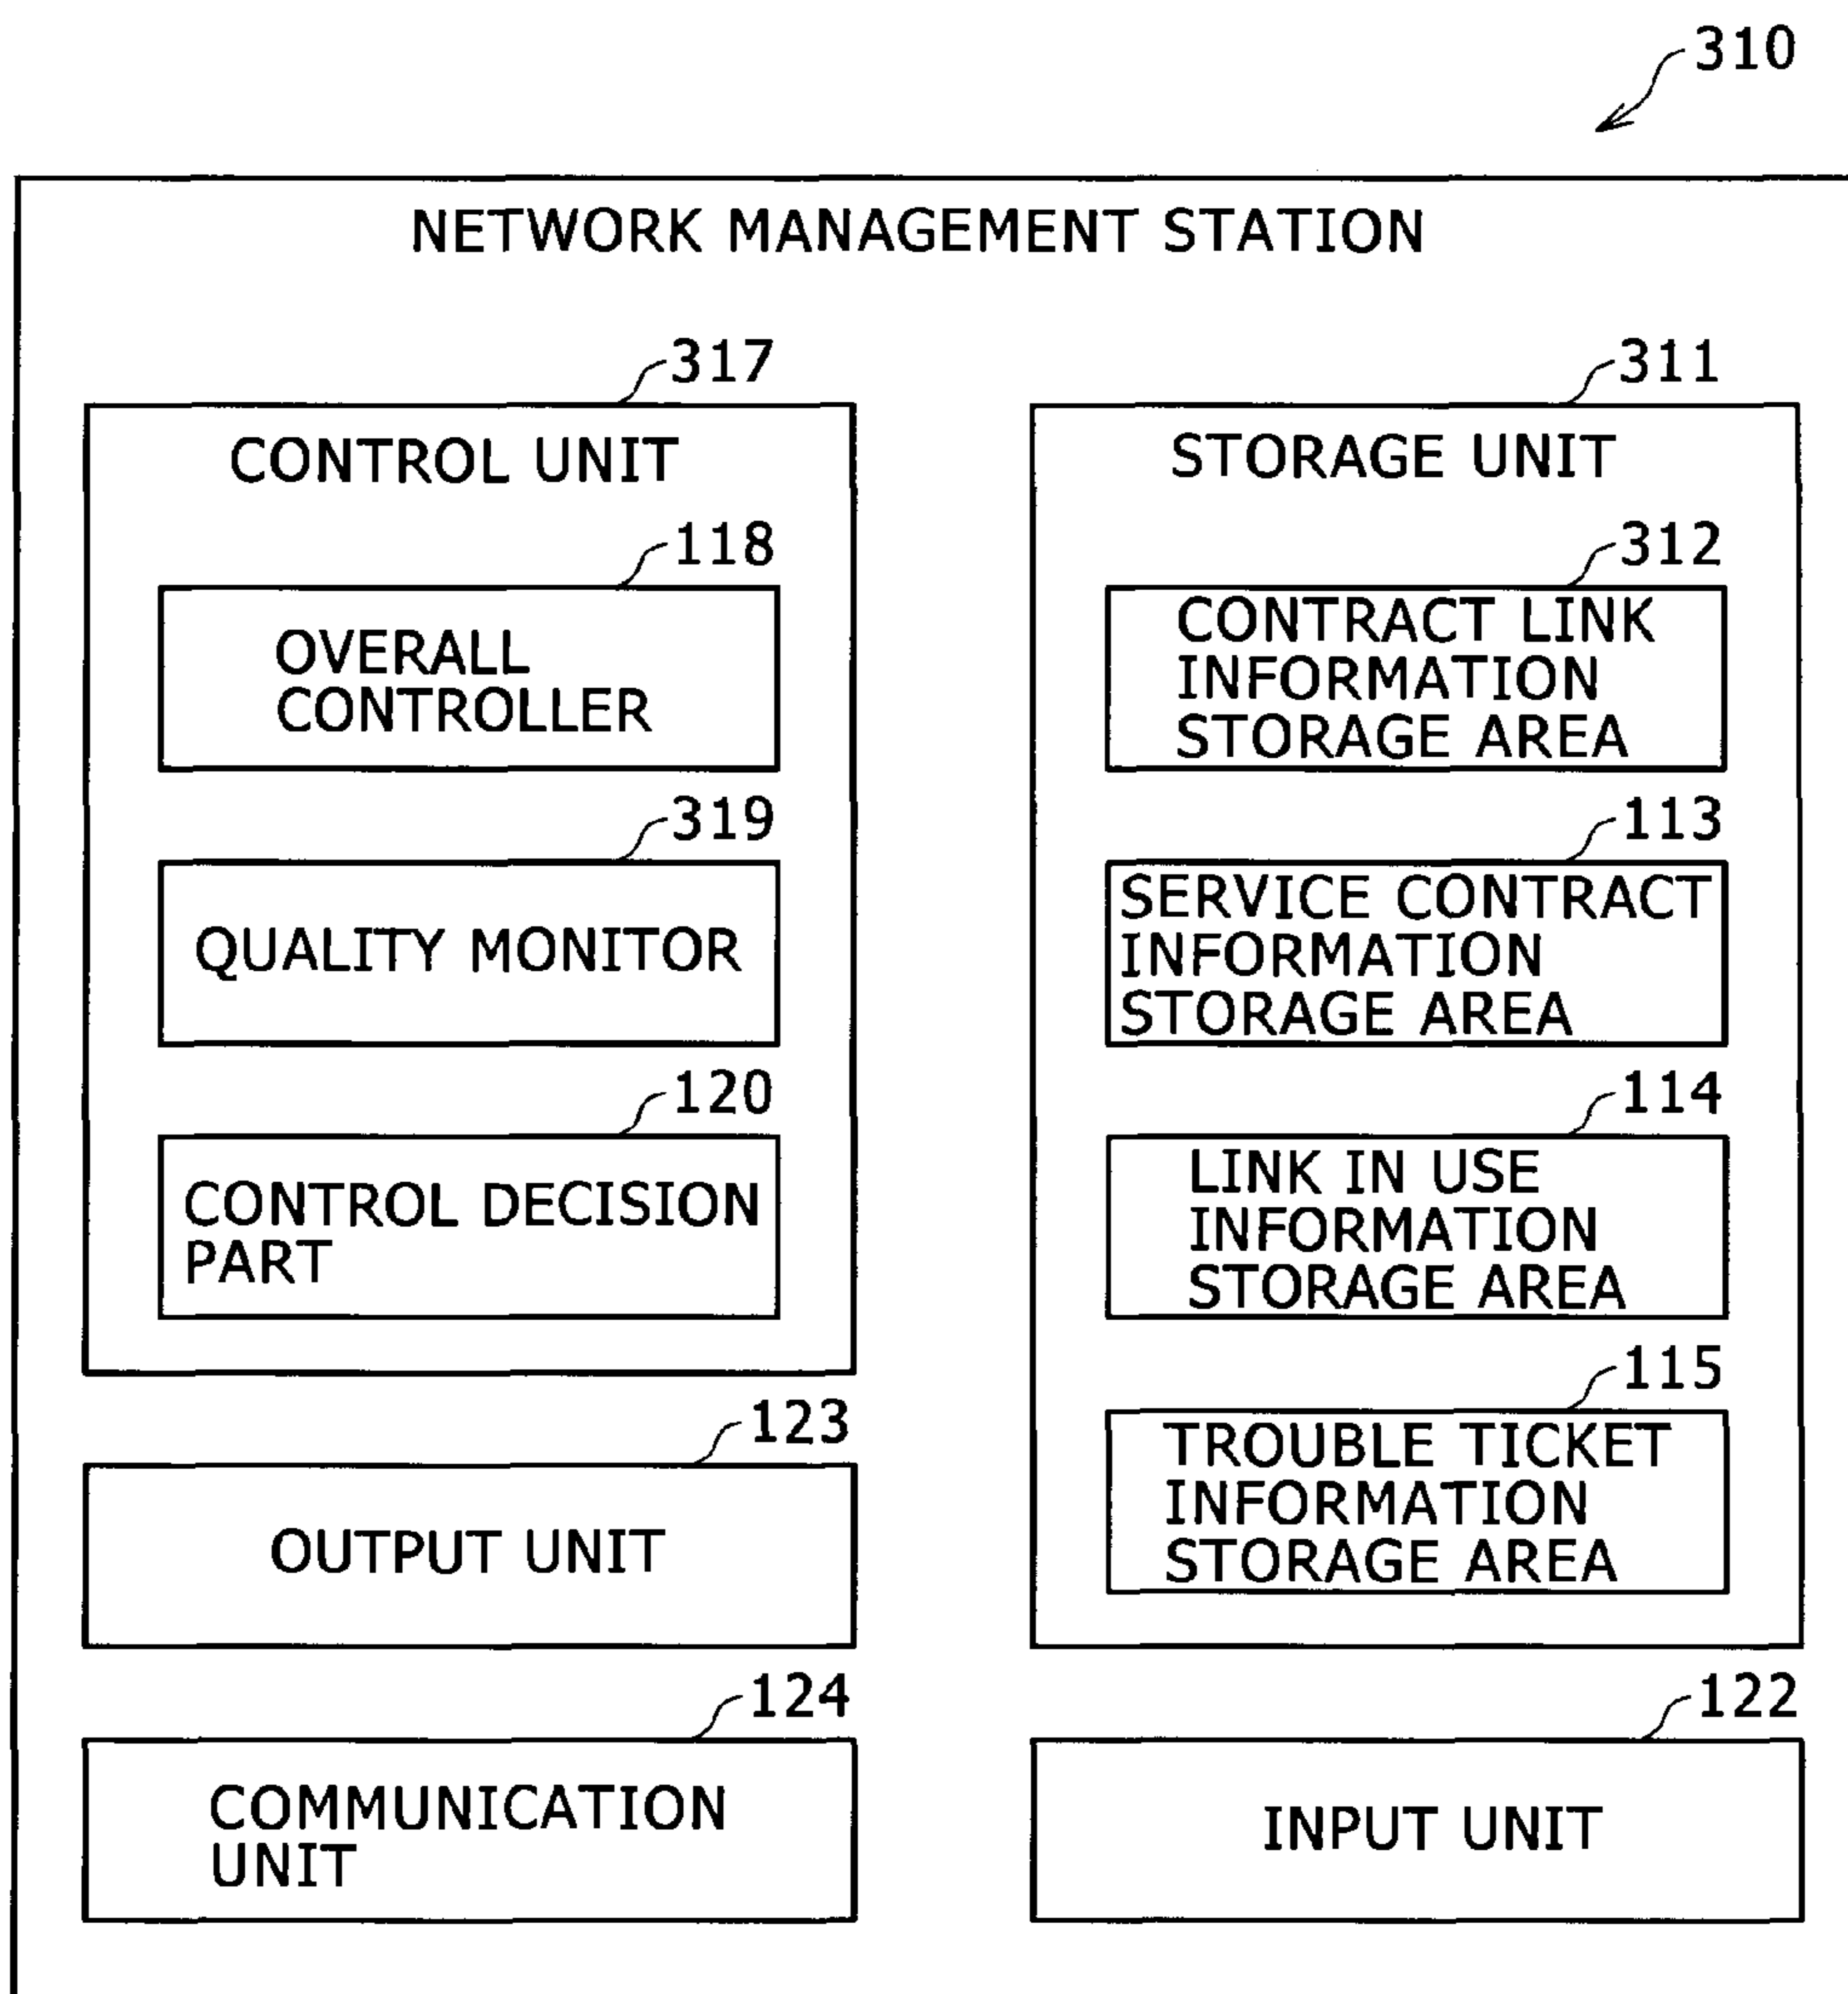 310
NETWORK MANAGEMENT STATION
317
CONTROL UNIT
118
OVERALL
CONTROLLER
319
QUALITY MONITOR
120
CONTROL DECISION
PART
123
OUTPUT UNIT
124
COMMUNICATION
UNIT
311
STORAGE UNIT
312
CONTRACT LINK
INFORMATION
STORAGE AREA
113
SERVICE CONTRACT
INFORMATION
STORAGE AREA
114
LINK IN USE
INFORMATION
STORAGE AREA
115
TROUBLE TICKET
INFORMATION
STORAGE AREA
122
INPUT UNIT